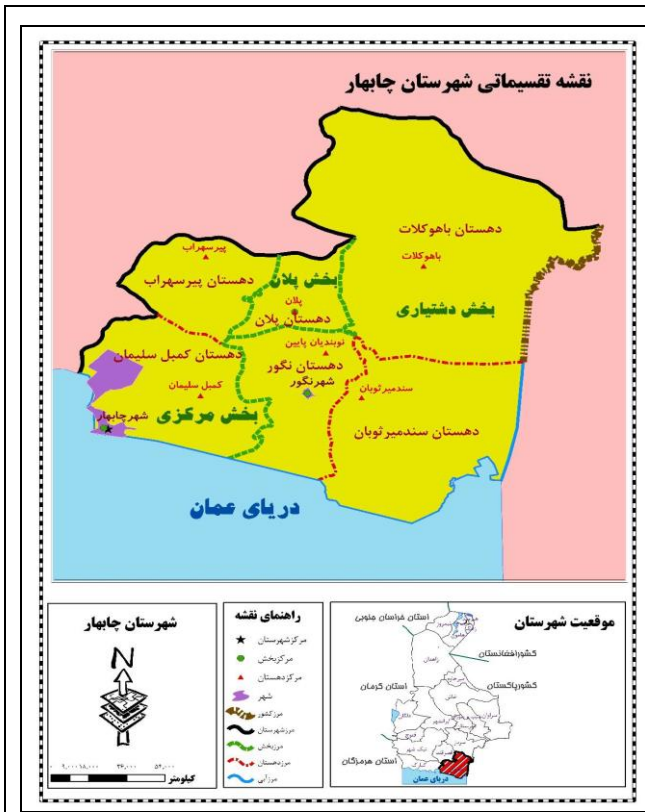 نقشه تقسیماتی شهرستان چابهار
دهستان باهوکلات
باهوکلات
بخش دشتیاری
پیرسهراب
دهستان پیرسهراب
بخش پلان
پلان
دهستان پلان
نوبندیان پایین
دهستان نگور
شهرنگور
دهستان کمبل سلیمان
کمبل سلیمان
بخش مرکزی
شهرچابهار
سندمیرثوبان
دهستان سندمیرثوبان
دریای عمان
شهرستان چابهار
N
کیلومتر
راهنمای نقشه
مرکزشهرستان
مرکزبخش
مرکزدهستان
شهر
مرزکشور
مرزشهرستان
مرزبخش
مرزدهستان
مرزآبی
موقعیت شهرستان
استان خراسان جنوبی
کشورافغانستان
زاهدان
کشورپاکستان
استان کرمان
استان هرمزگان
دریای عمان